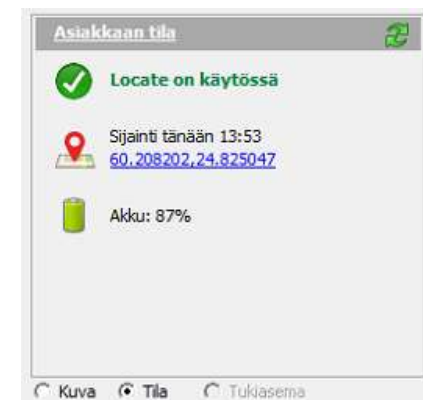 Asiakkaan tila
Locate on käytössä
Sijainti tänään 13:53
60.208202,24.825047
Akku: 87%
Kuva Tila Tukiasema